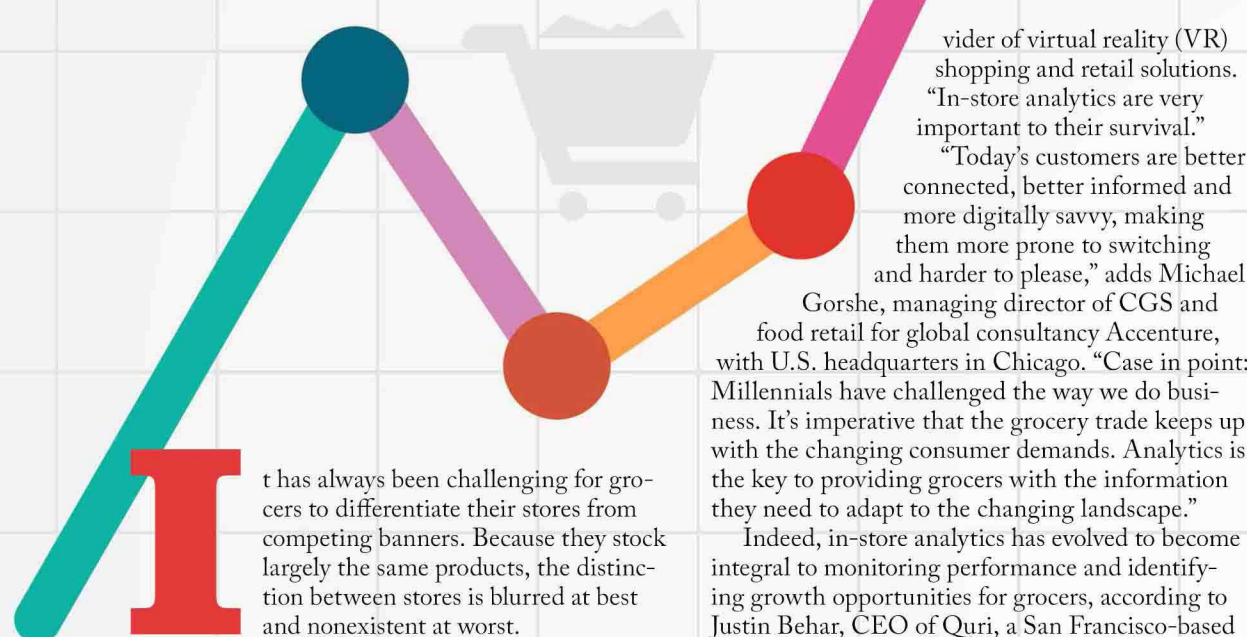 It has always been challenging for gro-
cers to differentiate their stores from
competing banners. Because they stock
largely the same products, the distinc-
tion between stores is blurred at best
and nonexistent at worst.
vider of virtual reality (VR)
shopping and retail solutions.
“In-store analytics are very
important to their survival.”
“Today’s customers are better
connected, better informed and
more digitally savvy, making
them more prone to switching
and harder to please,” adds Michael
Gorshe, managing director of CGS and
food retail for global consultancy Accenture,
with U.S. headquarters in Chicago. “Case in point:
Millennials have challenged the way we do busi-
ness. It’s imperative that the grocery trade keeps up
with the changing consumer demands. Analytics is
the key to providing grocers with the information
they need to adapt to the changing landscape.”
Indeed, in-store analytics has evolved to become
integral to monitoring performance and identify-
ing growth opportunities for grocers, according to
Justin Behar, CEO of Quri, a San Francisco-based